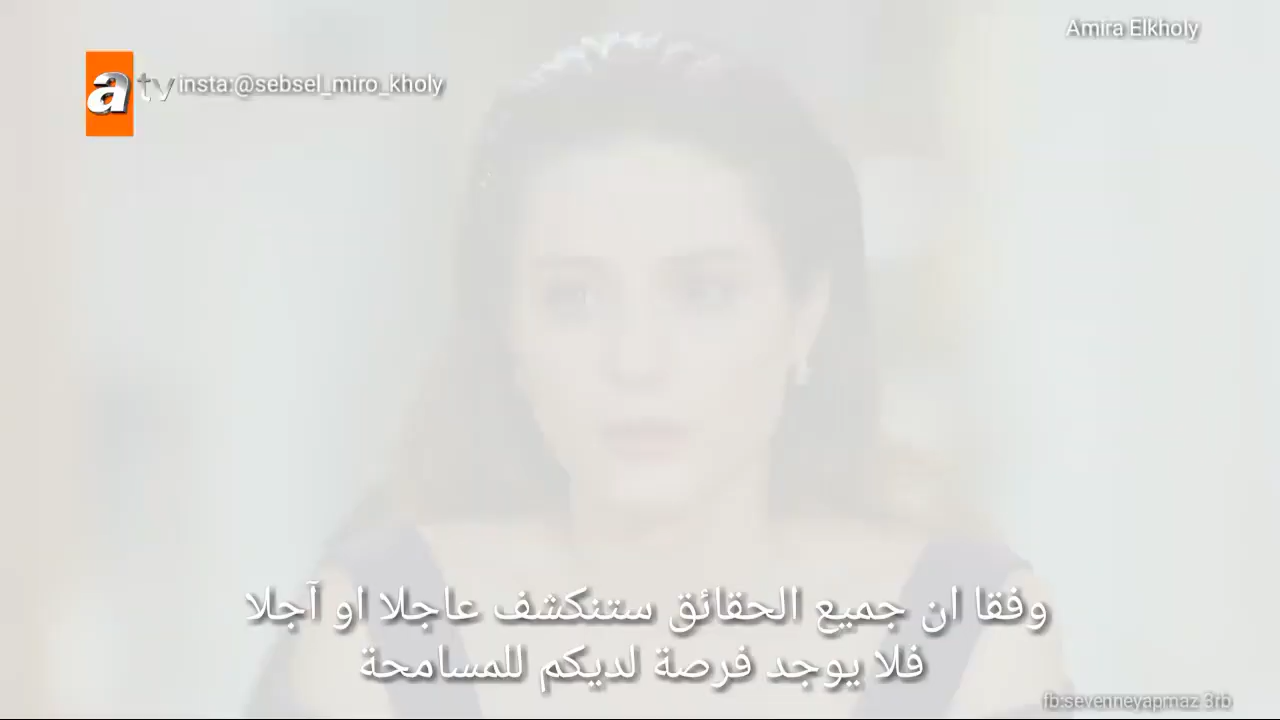 Amira Elkholy
atv insta:@sebsel_miro_kholy
وفقا ان جميع الحقائق ستنكشف عاجلا او آجلا
فلا يوجد فرصة لديكم للمسامحة
fb:sevenneyapmaz 3rb